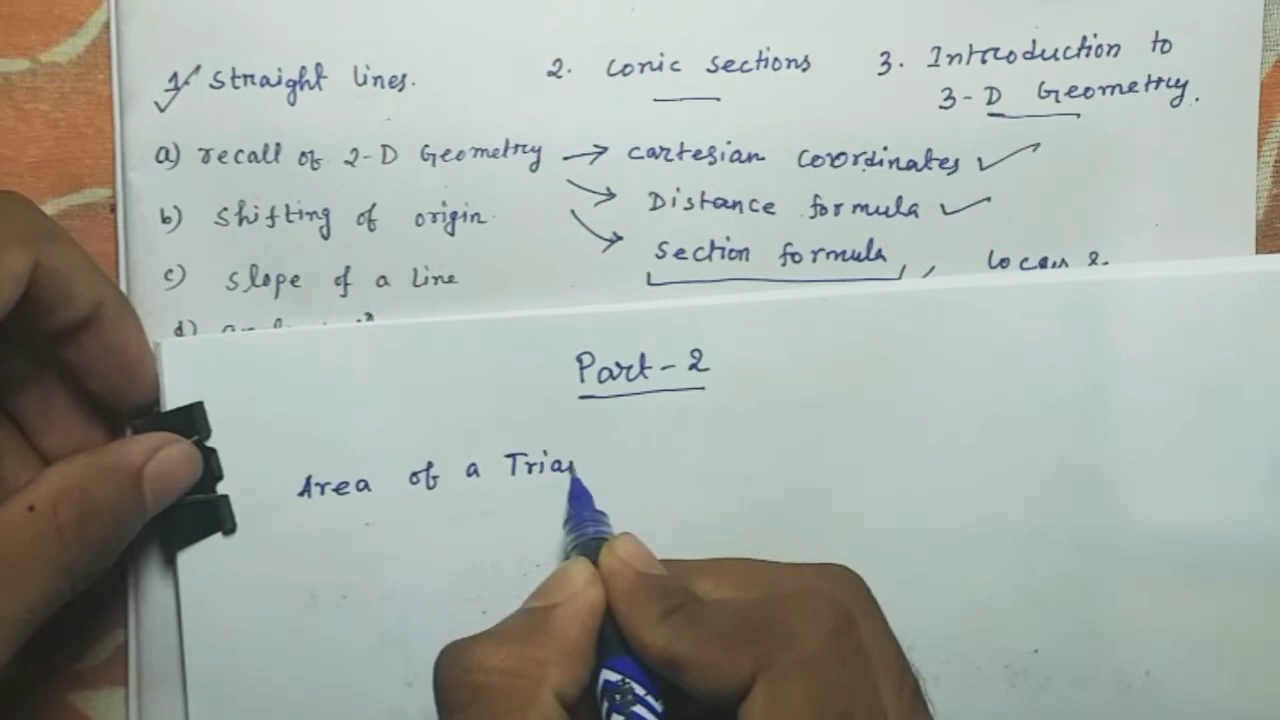 1 Straight lines. 2. Conic sections 3. Introduction to
3-D Geometry.
a) recall of 2-D Geometry → cartesian coordinates ✓
b) Shifting of origin. → Distance formula ✓
c) slope of a line → section formula,,
d)
Part-2
Area of a Trian